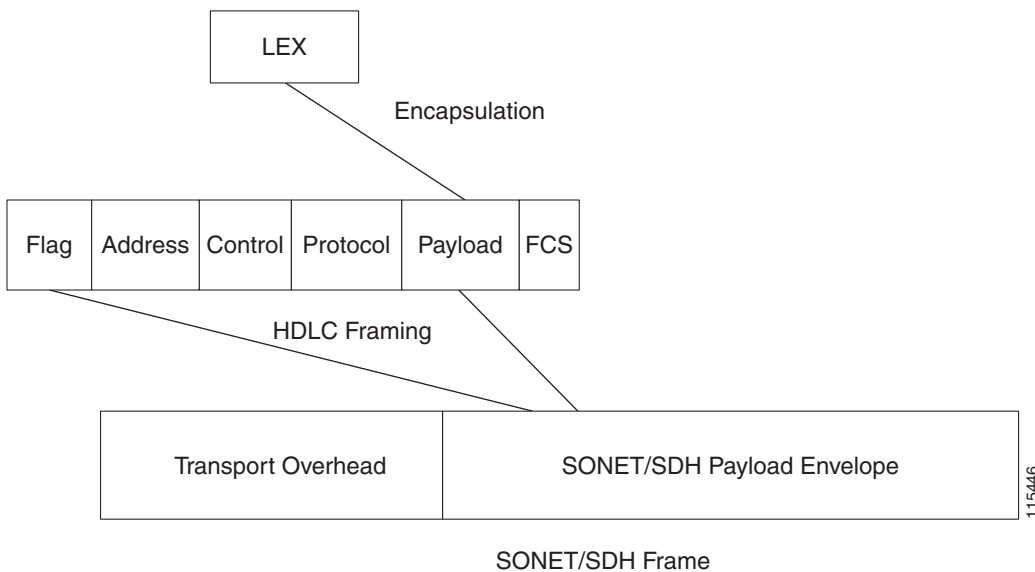 LEX
Encapsulation
Flag Address Control Protocol Payload FCS
HDLC Framing
Transport Overhead SONET/SDH Payload Envelope
115446
SONET/SDH Frame